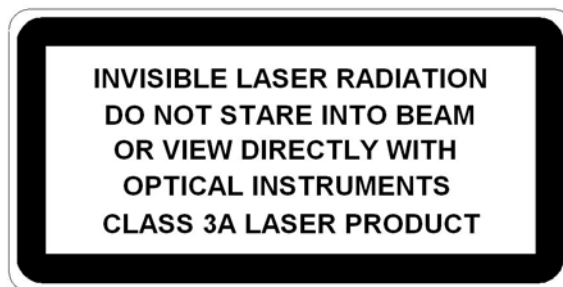 INVISIBLE LASER RADIATION
DO NOT STARE INTO BEAM
OR VIEW DIRECTLY WITH
OPTICAL INSTRUMENTS
CLASS 3A LASER PRODUCT